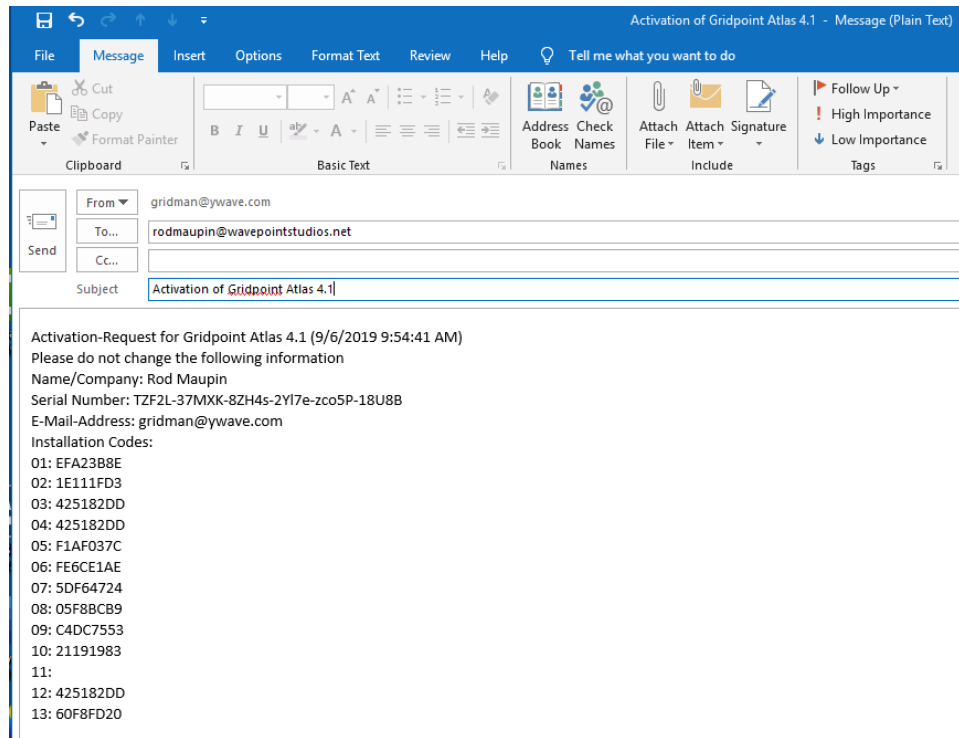 Activation of Gridpoint Atlas 4.1 - Message (Plain Text)
File Message Insert Options Format Text Review Help Tell me what you want to do
Paste
Cut
Copy
Format Painter
Clipboard
B I U
Basic Text
Address Book
Check Names
Names
Attach File
Attach Item
Signature
Include
Follow Up
High Importance
Low Importance
Tags
Send
From gridman@ywave.com
To... rodmaupin@wavepointstudios.net
Cc...
Subject Activation of Gridpoint Atlas 4.1
Activation-Request for Gridpoint Atlas 4.1 (9/6/2019 9:54:41 AM)
Please do not change the following information
Name/Company: Rod Maupin
Serial Number: TZF2L-37MXK-8ZH4s-2Yl7e-zco5P-18U8B
E-Mail-Address: gridman@ywave.com
Installation Codes:
01: EFA23B8E
02: 1E111FD3
03: 425182DD
04: 425182DD
05: F1AF037C
06: FE6CE1AE
07: 5DF64724
08: 05F8BCB9
09: C4DC7553
10: 21191983
11:
12: 425182DD
13: 60F8FD20